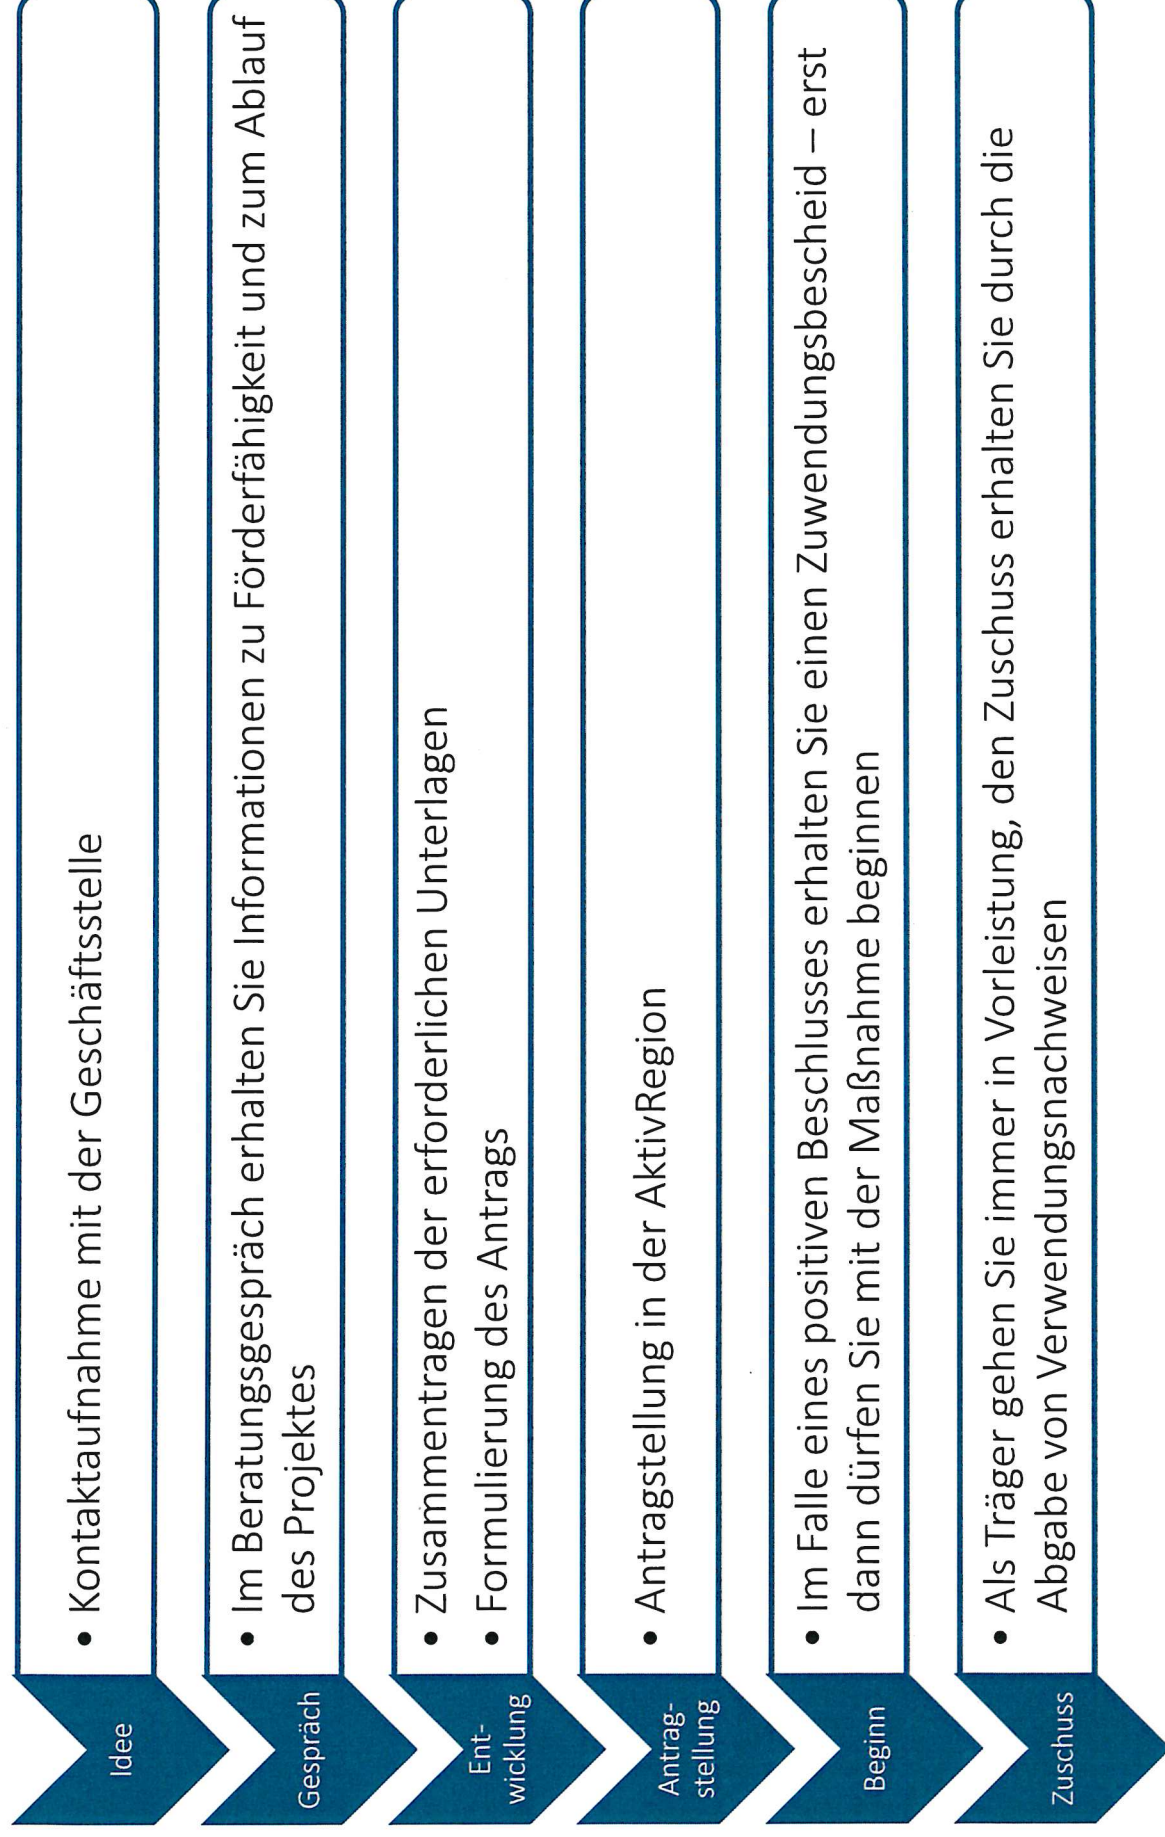 Idee
• Kontaktaufnahme mit der Geschäftsstelle
Gespräch
• Im Beratungsgespräch erhalten Sie Informationen zu Förderfähigkeit und zum Ablauf
des Projektes
Ent-
wicklung
• Zusammentragen der erforderlichen Unterlagen
• Formulierung des Antrags
Antrag-
stellung
• Antragstellung in der AktivRegion
Beginn
• Im Falle eines positiven Beschlusses erhalten Sie einen Zuwendungsbescheid – erst
dann dürfen Sie mit der Maßnahme beginnen
Zuschuss
• Als Träger gehen Sie immer in Vorleistung, den Zuschuss erhalten Sie durch die
Abgabe von Verwendungsnachweisen